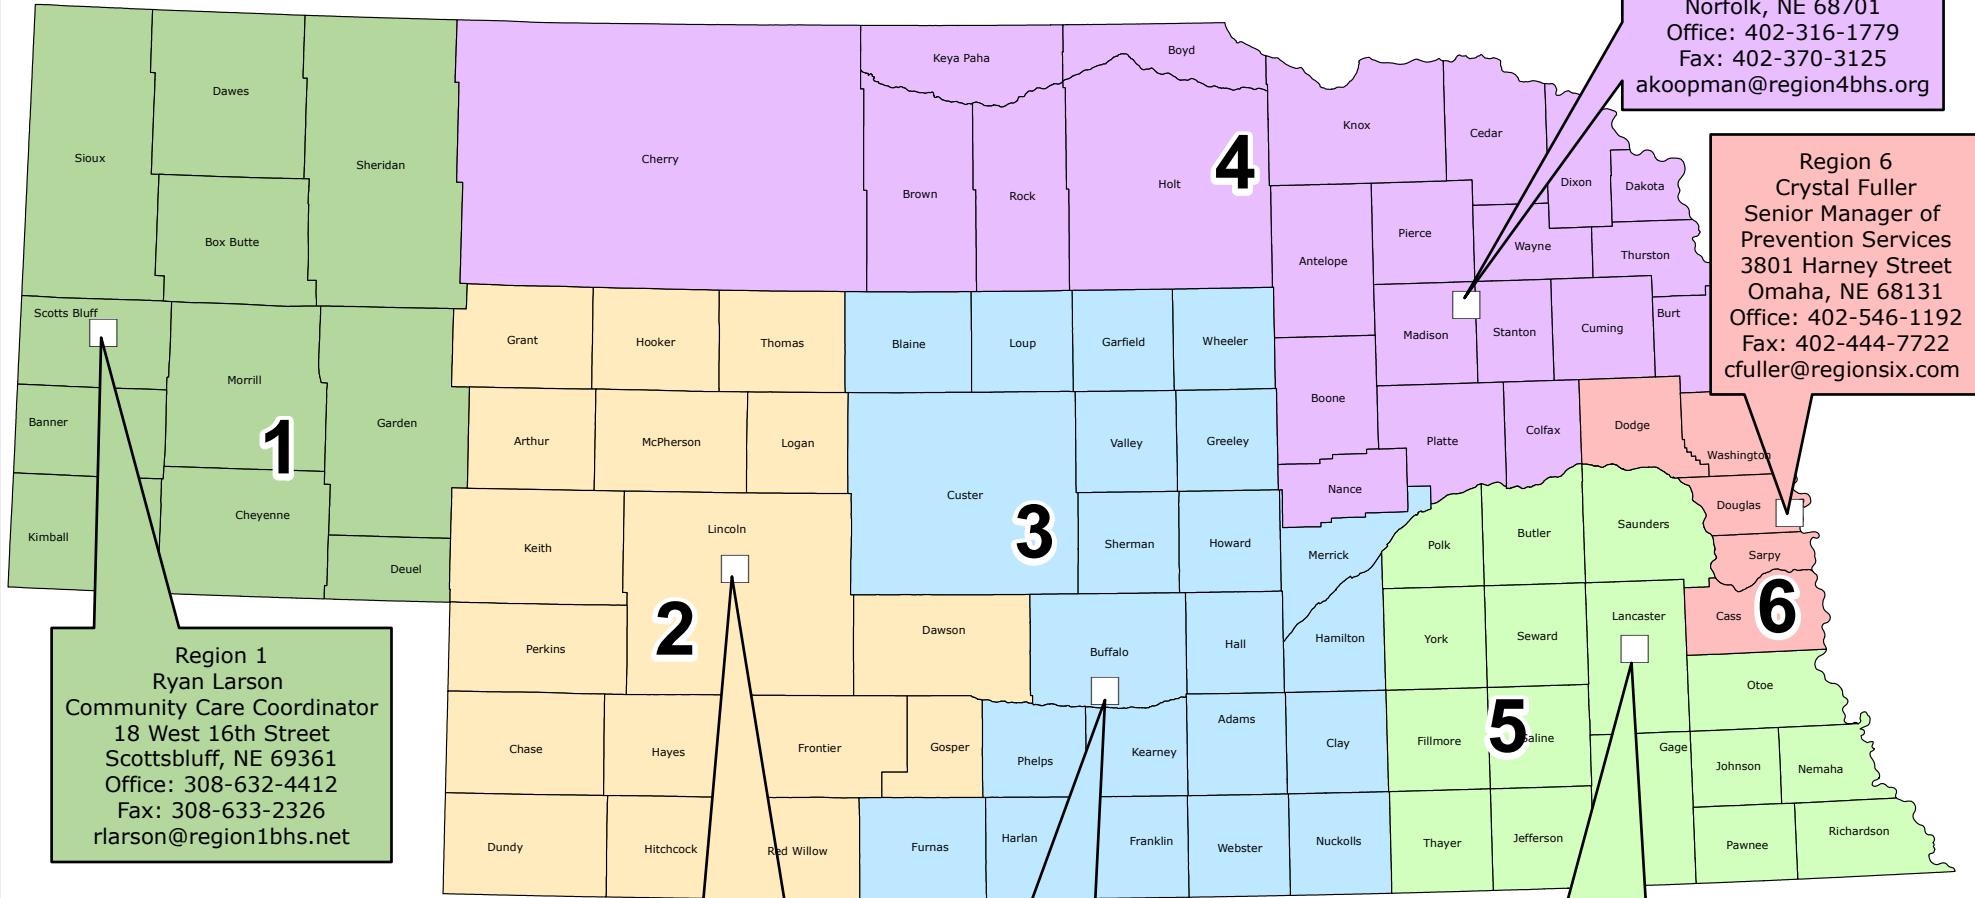 Norfolk, NE 68701
Office: 402-316-1779
Fax: 402-370-3125
akoopman@region4bhs.org
Region 6
Crystal Fuller
Senior Manager of
Prevention Services
3801 Harney Street
Omaha, NE 68131
Office: 402-546-1192
Fax: 402-444-7722
cfuller@regionsix.com
Sioux
Dawes
Sheridan
Box Butte
Scotts Bluff
Morrill
Banner
Garden
Kimball
Cheyenne
Deuel
1
Cherry
Keya Paha
Boyd
Brown
Rock
Holt
4
Knox
Cedar
Dixon
Dakota
Antelope
Pierce
Wayne
Thurston
Madison
Stanton
Cuming
Burt
Boone
Platte
Colfax
Nance
Grant
Hooker
Thomas
Arthur
McPherson
Logan
Keith
Lincoln
2
Perkins
Dawson
Chase
Hayes
Frontier
Gosper
Dundy
Hitchcock
Red Willow
Blaine
Loup
Garfield
Wheeler
Custer
Valley
Greeley
3
Sherman
Howard
Merrick
Buffalo
Hall
Hamilton
Phelps
Kearney
Adams
Clay
Furnas
Harlan
Franklin
Webster
Nuckolls
Polk
Butler
Saunders
York
Seward
Lancaster
Fillmore
5
Saline
Gage
Otoe
Johnson
Nemaha
Thayer
Jefferson
Pawnee
Richardson
Dodge
Washington
Douglas
Sarpy
Cass
6
Region 1
Ryan Larson
Community Care Coordinator
18 West 16th Street
Scottsbluff, NE 69361
Office: 308-632-4412
Fax: 308-633-2326
rlarson@region1bhs.net